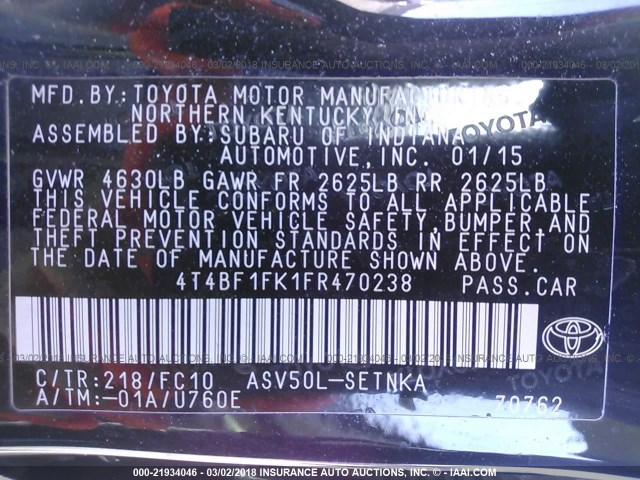 MFD.BY:TOYOTA MOTOR
NORTHERN KENTUCKY
TOYOTA
ASSEMBLED BY:SUBARU OF INDIANA
AUTOMOTIVE,INC. 01/15
GVWR 4630LB GAWR FR 2625LB RR 2625LB
THIS VEHICLE CONFORMS TO ALL APPLICABLE
FEDERAL MOTOR VEHICLE SAFETY,BUMPER,AND
THEFT PREVENTION STANDARDS IN EFFECT ON
THE DATE OF MANUFACTURE SHOWN ABOVE.
4T4BF1FK1FR470238 PASS.CAR
C/TR:218/FC10 ASV50L-SETNKA
A/TM:-01A/U760E 70762
000-21934046 - 03/02/2018 INSURANCE AUTO AUCTIONS, INC. © - IAAI.COM